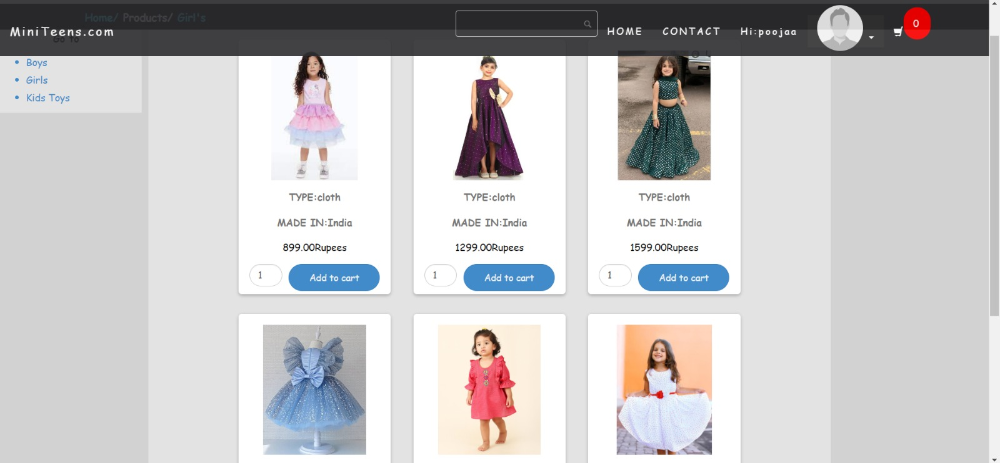 Home/ Products/ Girl's
MiniTeens.com
HOME CONTACT Hi:poojaa 0
Go to
Boys
Girls
Kids Toys
TYPE:cloth TYPE:cloth TYPE:cloth
MADE IN:India MADE IN:India MADE IN:India
899.00Rupees 1299.00Rupees 1599.00Rupees
1 Add to cart 1 Add to cart 1 Add to cart